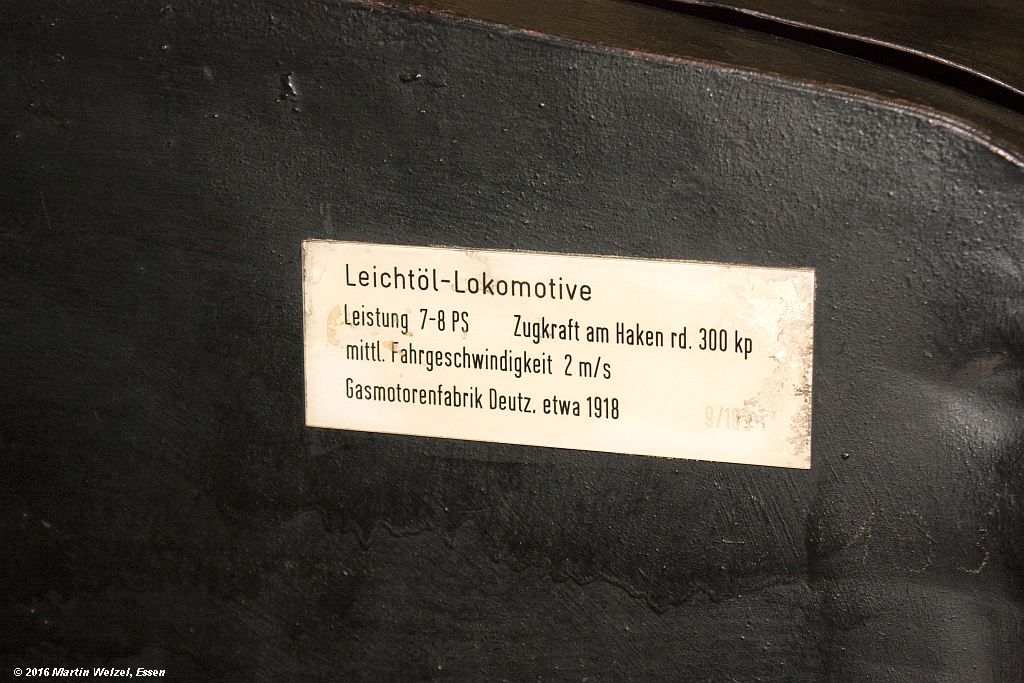 Leichtöl-Lokomotive
Leistung 7-8 PS Zugkraft am Haken rd. 300 kp
mittl. Fahrgeschwindigkeit 2 m/s
Gasmotorenfabrik Deutz, etwa 1918
© 2016 Martin Welzel, Essen